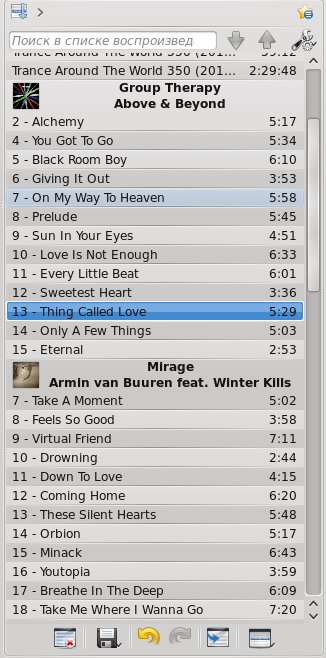 Поиск в списке воспроизвед
Trance Around The World 350 (201...
Trance Around The World 350 (201... 2:29:48
Group Therapy
Above & Beyond
2 - Alchemy 5:17
4 - You Got To Go 5:34
5 - Black Room Boy 6:10
6 - Giving It Out 3:53
7 - On My Way To Heaven 5:58
8 - Prelude 5:45
9 - Sun In Your Eyes 4:51
10 - Love Is Not Enough 6:33
11 - Every Little Beat 6:01
12 - Sweetest Heart 3:36
13 - Thing Called Love 5:29
14 - Only A Few Things 5:03
15 - Eternal 2:53
Mirage
Armin van Buuren feat. Winter Kills
7 - Take A Moment 5:02
8 - Feels So Good 3:58
9 - Virtual Friend 7:11
10 - Drowning 2:44
11 - Down To Love 4:15
12 - Coming Home 6:20
13 - These Silent Hearts 5:48
14 - Orbion 5:17
15 - Minack 6:43
16 - Youtopia 3:59
17 - Breathe In The Deep 6:09
18 - Take Me Where I Wanna Go 7:20